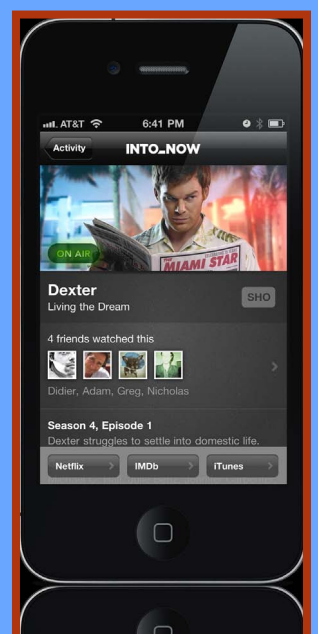 AT&T 6:41 PM
Activity INTO_NOW
MIAMI STAR
ON AIR
Dexter
Living the Dream
SHO
4 friends watched this
Didier, Adam, Greg, Nicholas
Season 4, Episode 1
Dexter struggles to settle into domestic life.
Netflix IMDb iTunes